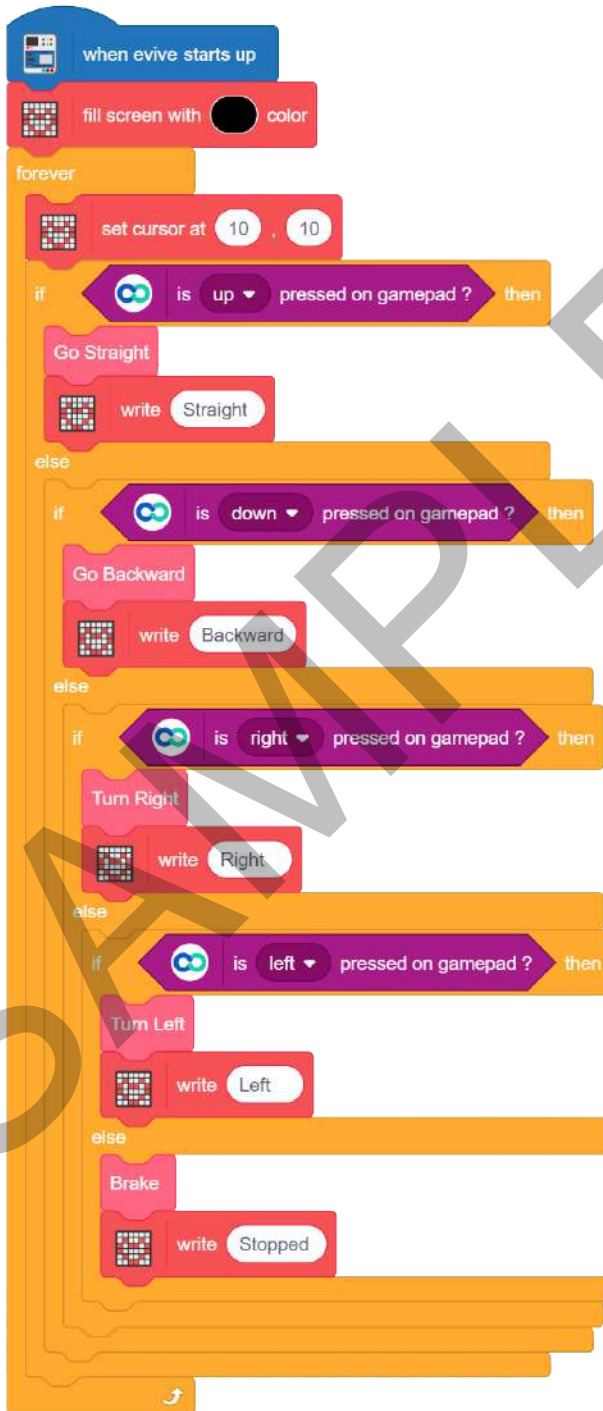 when evive starts up
fill screen with color
forever
set cursor at 10 , 10
if is up pressed on gamepad ? then
Go Straight
write Straight
else
if is down pressed on gamepad ? then
Go Backward
write Backward
else
if is right pressed on gamepad ? then
Turn Right
write Right
else
if is left pressed on gamepad ? then
Turn Left
write Left
else
Brake
write Stopped